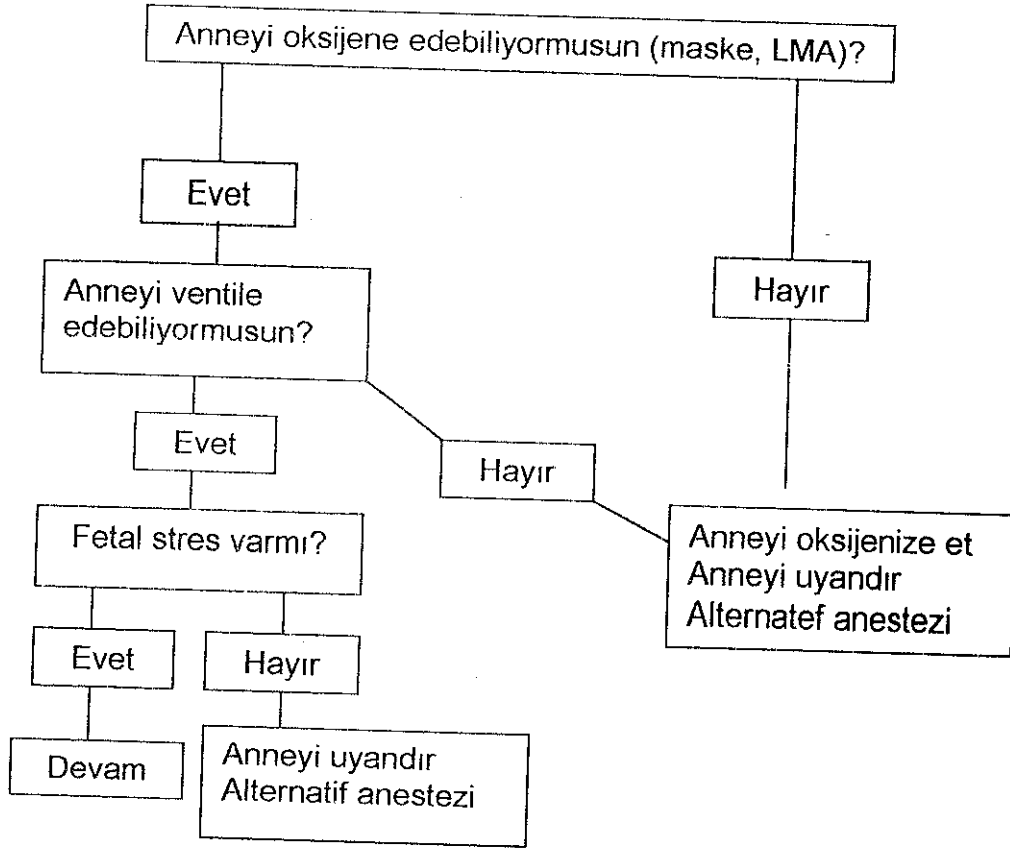 Anneyi oksijene edebiliyormusun (maske, LMA)?
Evet
Hayır
Anneyi ventile
edebiliyormusun?
Evet
Hayır
Fetal stres varmı?
Anneyi oksijenize et
Anneyi uyandır
Alternatef anestezi
Evet
Hayır
Devam
Anneyi uyandır
Alternatif anestezi